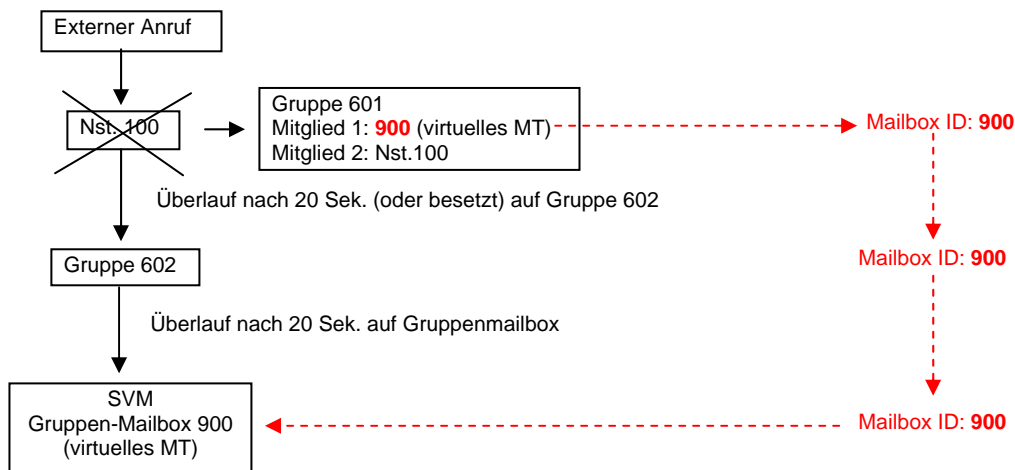 Externer Anruf
Nst. 100
Gruppe 601
Mitglied 1: 900 (virtuelles MT)
Mitglied 2: Nst.100
Mailbox ID: 900
Überlauf nach 20 Sek. (oder besetzt) auf Gruppe 602
Gruppe 602
Mailbox ID: 900
Überlauf nach 20 Sek. auf Gruppenmailbox
SVM
Gruppen-Mailbox 900
(virtuelles MT)
Mailbox ID: 900